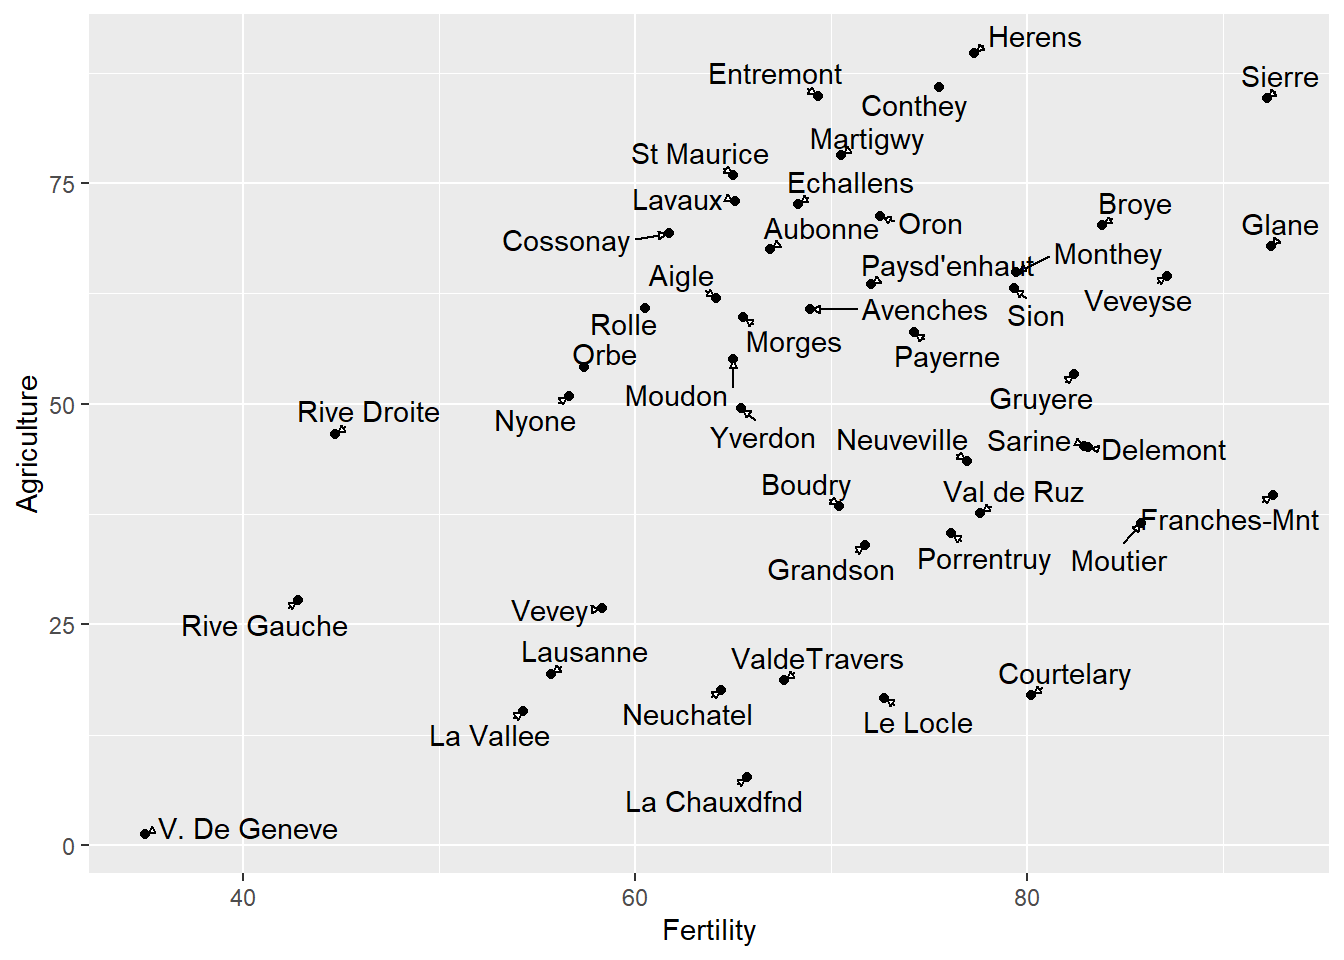 Herens
Entremont
Sierre
Conthey
Martigwy
St Maurice
Echallens
Lavaux
Broye
Aubonne
Oron
Glane
Cossonay
Monthey
Paysd'enhaut
Aigle
Veveyse
Avenches
Sion
Rolle
Morges
Orbe
Payerne
Moudon
Gruyere
Rive Droite
Nyone
Yverdon
Neuveville
Sarine
Delemont
Boudry
Val de Ruz
Franches-Mnt
Porrentruy
Moutier
Grandson
Vevey
Rive Gauche
Lausanne
ValdeTravers
Courtelary
Neuchatel
Le Locle
La Vallee
La Chauxdfnd
V. De Geneve
75
50
25
0
Agriculture
40
60
80
Fertility